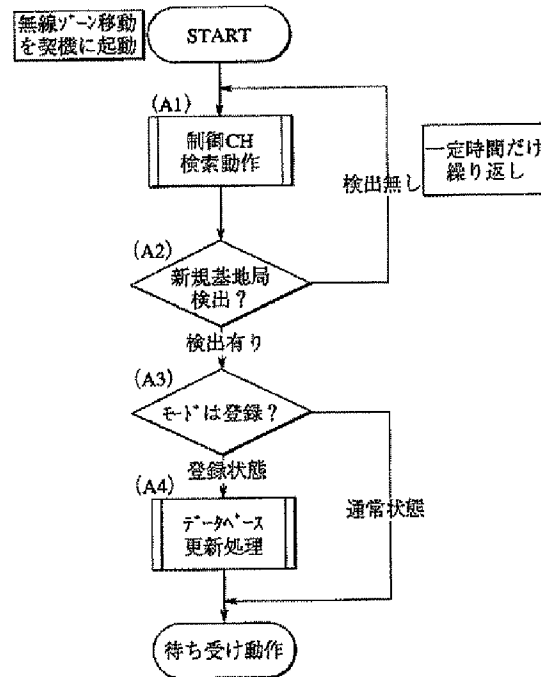 無線ゾーン移動
を契機に起動
START
(A1)
制御CH
検索動作
検出無し
一定時間だけ
繰り返し
(A2)
新規基地局
検出?
検出有り
(A3)
モードは登録?
登録状態
通常状態
(A4)
データベース
更新処理
待ち受け動作